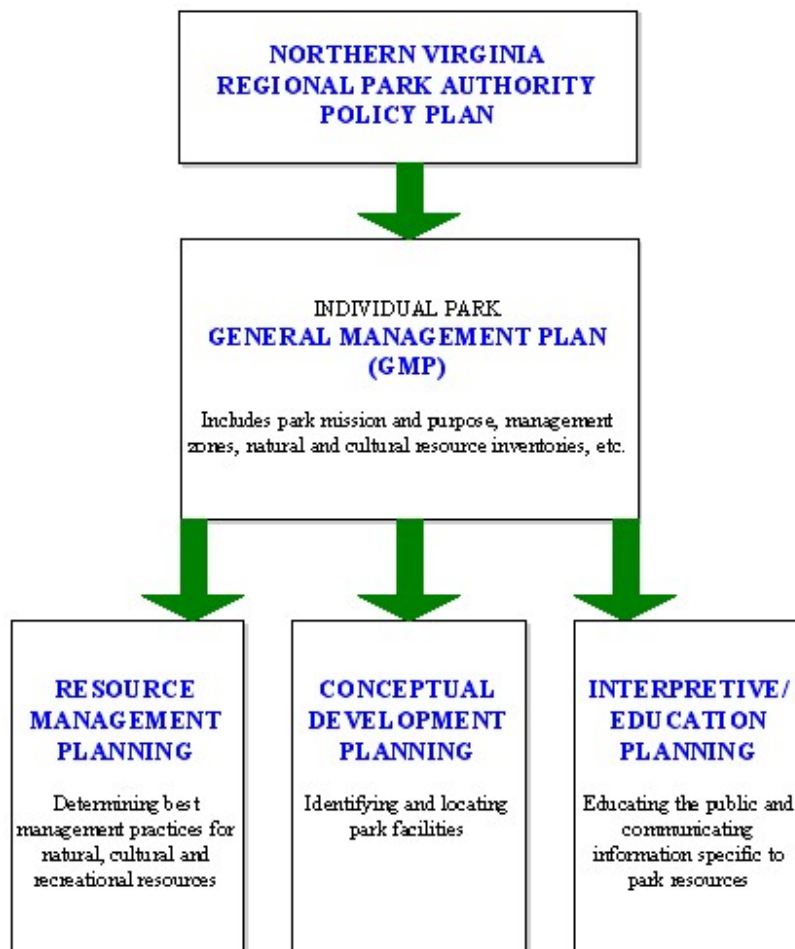 NORTHERN VIRGINIA
REGIONAL PARK AUTHORITY
POLICY PLAN
INDIVIDUAL PARK
GENERAL MANAGEMENT PLAN
(GMP)
Includes park mission and purpose, management
zones, natural and cultural resource inventories, etc.
RESOURCE
MANAGEMENT
PLANNING
Determining best
management practices for
natural, cultural and
recreational resources
CONCEPTUAL
DEVELOPMENT
PLANNING
Identifying and locating
park facilities
INTERPRETIVE/
EDUCATION
PLANNING
Educating the public and
communicating
information specific to
park resources